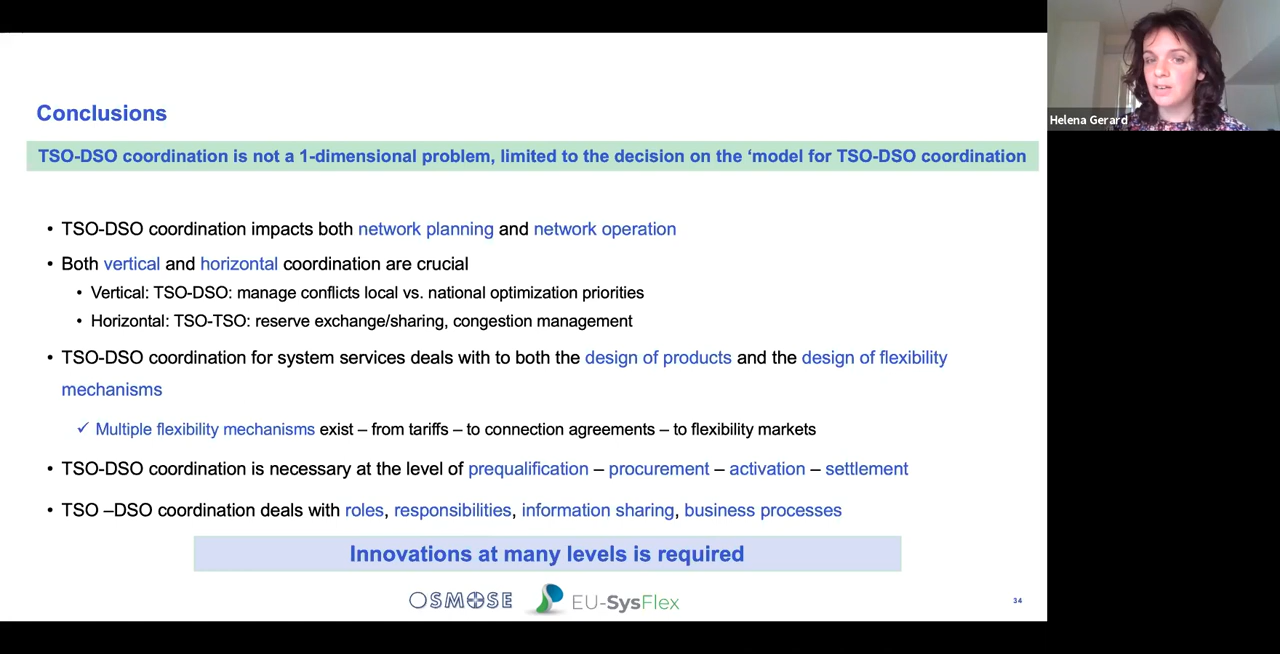 Helena Gerard
Conclusions
TSO-DSO coordination is not a 1-dimensional problem, limited to the decision on the ‘model for TSO-DSO coordination
• TSO-DSO coordination impacts both network planning and network operation
• Both vertical and horizontal coordination are crucial
• Vertical: TSO-DSO: manage conflicts local vs. national optimization priorities
• Horizontal: TSO-TSO: reserve exchange/sharing, congestion management
• TSO-DSO coordination for system services deals with to both the design of products and the design of flexibility
mechanisms
✓ Multiple flexibility mechanisms exist – from tariffs – to connection agreements – to flexibility markets
• TSO-DSO coordination is necessary at the level of prequalification – procurement – activation – settlement
• TSO –DSO coordination deals with roles, responsibilities, information sharing, business processes
Innovations at many levels is required
OSMOSE
EU-SysFlex
34